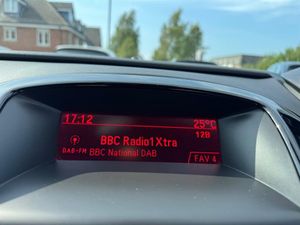 17:12 25°C
12B
BBC Radio1Xtra
DAB-FM BBC National DAB
FAV 4